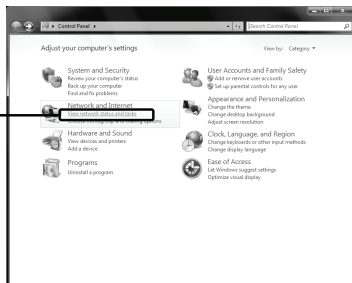 Control Panel
Search Control Panel
Adjust your computer's settings
View by: Category
System and Security
Review your computer's status
Back up your computer
Find and fix problems
Network and Internet
View network status and tasks
Choose homegroup and sharing options
Hardware and Sound
View devices and printers
Add a device
Programs
Uninstall a program
User Accounts and Family Safety
Add or remove user accounts
Set up parental controls for any user
Appearance and Personalization
Change the theme
Change desktop background
Adjust screen resolution
Clock, Language, and Region
Change keyboards or other input methods
Change display language
Ease of Access
Let Windows suggest settings
Optimize visual display